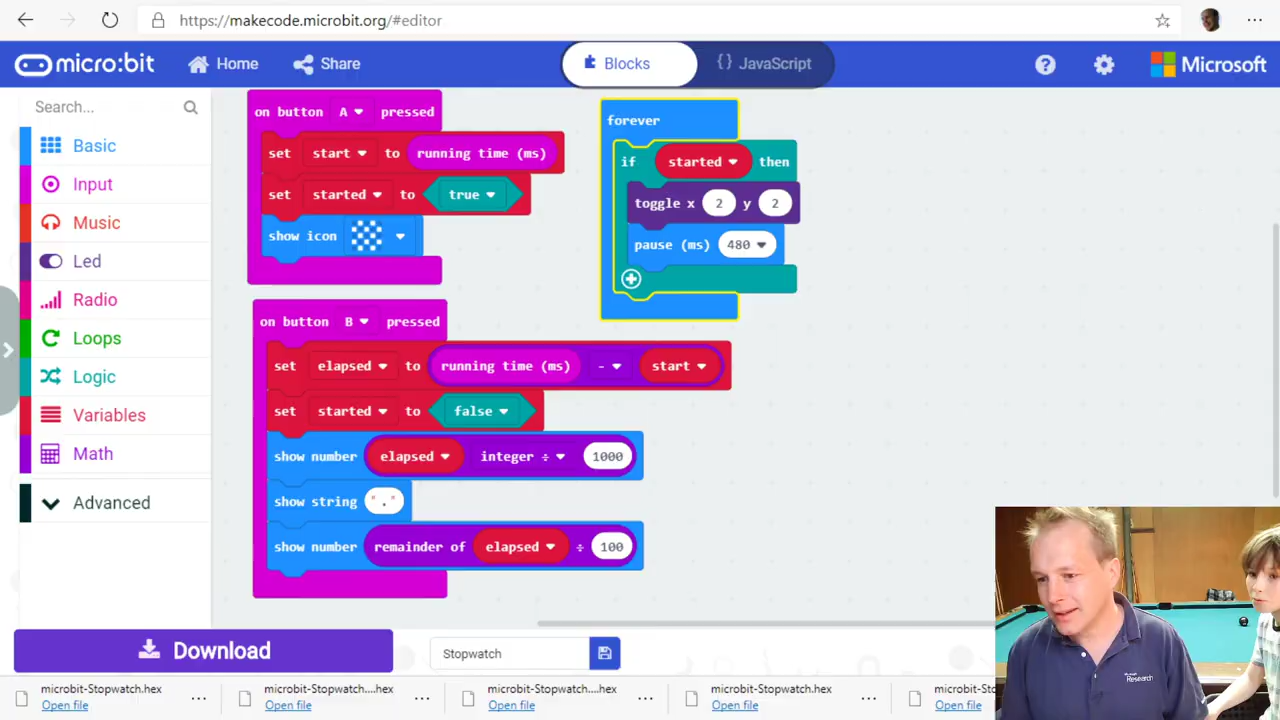 https://makecode.microbit.org/#editor
micro:bit
Home
Share
Blocks
{ } JavaScript
Microsoft
Search...
Basic
Input
Music
Led
Radio
Loops
Logic
Variables
Math
Advanced
on button A pressed
set start to running time (ms)
set started to true
show icon
forever
if started then
toggle x 2 y 2
pause (ms) 480
on button B pressed
set elapsed to running time (ms) - start
set started to false
show number elapsed integer ÷ 1000
show string "."
show number remainder of elapsed ÷ 100
Research
Download
Stopwatch
microbit-Stopwatch.hex
Open file
microbit-Stopwatch....hex
Open file
microbit-Stopwatch....hex
Open file
microbit-Stopwatch.hex
Open file
microbit-Sto
Open file